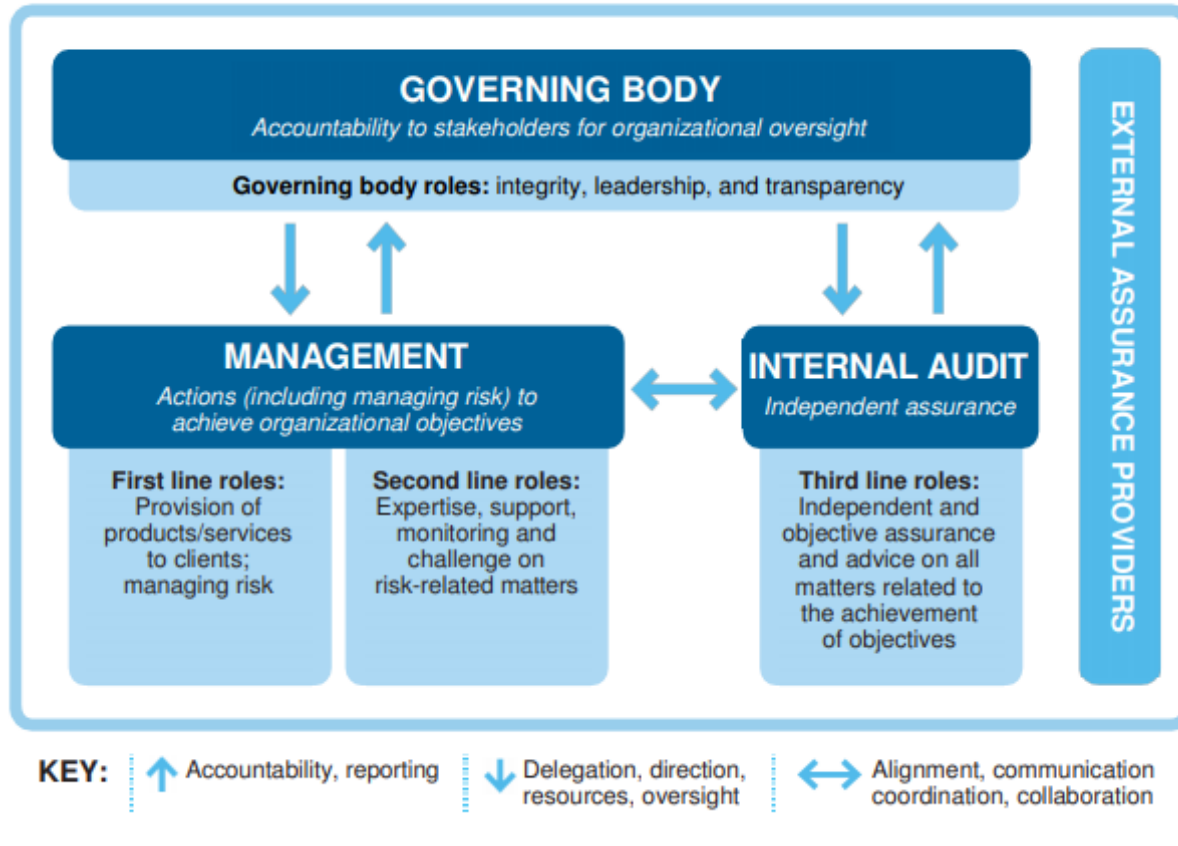 GOVERNING BODY
Accountability to stakeholders for organizational oversight
Governing body roles: integrity, leadership, and transparency
MANAGEMENT
Actions (including managing risk) to
achieve organizational objectives
First line roles:
Provision of
products/services
to clients;
managing risk
Second line roles:
Expertise, support,
monitoring and
challenge on
risk-related matters
INTERNAL AUDIT
Independent assurance
Third line roles:
Independent and
objective assurance
and advice on all
matters related to
the achievement
of objectives
EXTERNAL ASSURANCE PROVIDERS
KEY:
Accountability, reporting
Delegation, direction,
resources, oversight
Alignment, communication
coordination, collaboration